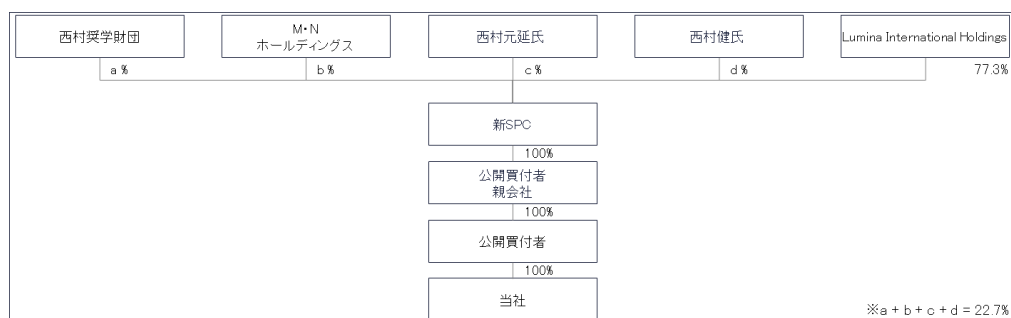 西村奨学財団
M・N
ホールディングス
西村元延氏
西村健氏
Lumina International Holdings
a %
b %
c %
d %
77.3%
新SPC
100%
公開買付者
親会社
100%
公開買付者
100%
当社
※a + b + c + d = 22.7%